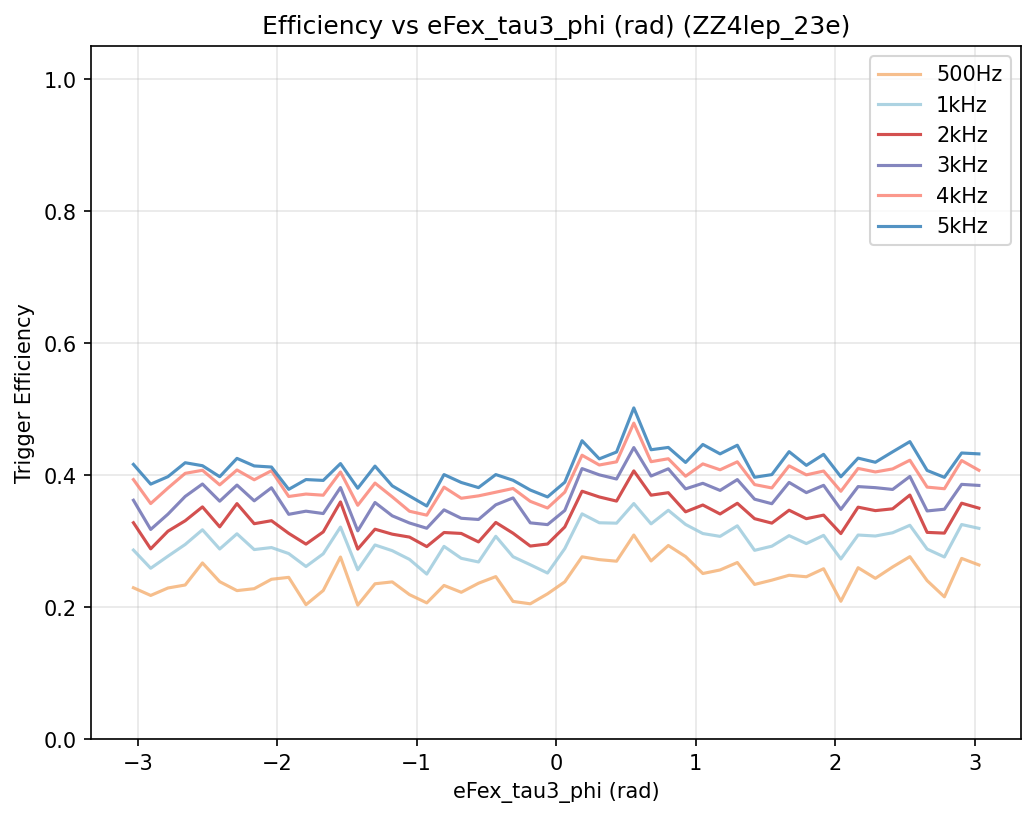 Efficiency vs eFex_tau3_phi (rad) (ZZ4lep_23e)
500Hz
1kHz
2kHz
3kHz
4kHz
5kHz
Trigger Efficiency
1.0
0.8
0.6
0.4
0.2
0.0
−3
−2
−1
0
1
2
3
eFex_tau3_phi (rad)